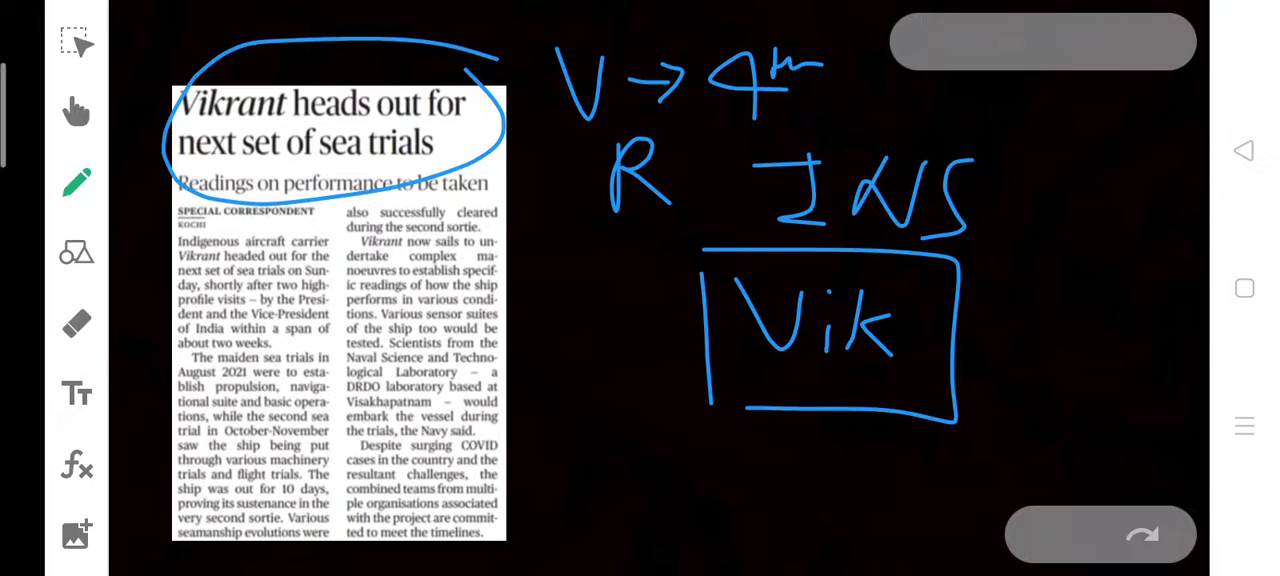 Vikrant heads out for
next set of sea trials
Readings on performance to be taken
SPECIAL CORRESPONDENT
KOCHI
Indigenous aircraft carrier
Vikrant headed out for the
next set of sea trials on Sun-
day, shortly after two high-
profile visits – by the Presi-
dent and the Vice-President
of India within a span of
about two weeks.
The maiden sea trials in
August 2021 were to esta-
blish propulsion, naviga-
tional suite and basic opera-
tions, while the second sea
trial in October-November
saw the ship being put
through various machinery
trials and flight trials. The
ship was out for 10 days,
proving its sustenance in the
very second sortie. Various
seamanship evolutions were
also successfully cleared
during the second sortie.
Vikrant now sails to un-
dertake complex ma-
noeuvres to establish specif-
ic readings of how the ship
performs in various condi-
tions. Various sensor suites
of the ship too would be
tested. Scientists from the
Naval Science and Techno-
logical Laboratory – a
DRDO laboratory based at
Visakhapatnam – would
embark the vessel during
the trials, the Navy said.
Despite surging COVID
cases in the country and the
resultant challenges, the
combined teams from multi-
ple organisations associated
with the project are commit-
ted to meet the timelines.
V → 4th
R INS
Vik
Tт
fx